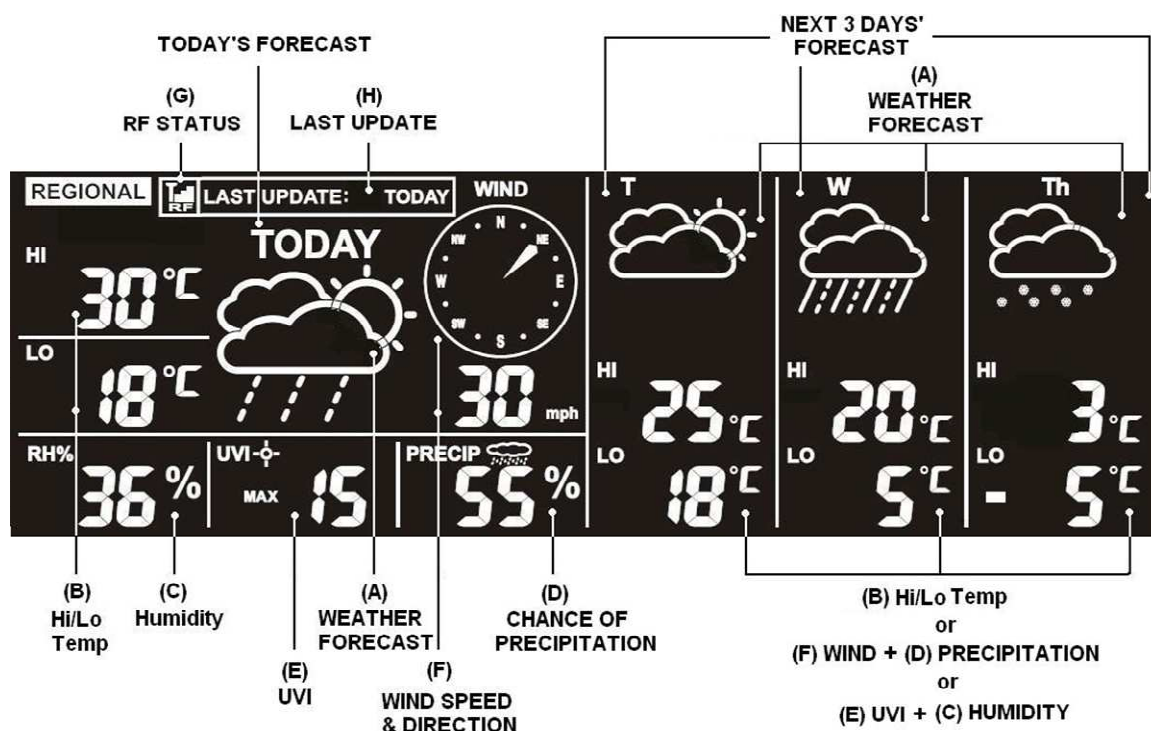 NEXT 3 DAYS'
FORECAST
TODAY'S FORECAST
(A)
WEATHER
FORECAST
(G)
RF STATUS
(H)
LAST UPDATE
REGIONAL
RF
LAST UPDATE: TODAY
WIND
T
W
Th
TODAY
N
NE
E
SE
S
SW
W
NW
HI
30°C
LO
18°C
30 mph
HI
25°C
LO
18°C
HI
20°C
LO
5°C
HI
3°C
LO
-5°C
RH%
36%
UVI
MAX 15
PRECIP
55%
(B)
Hi/Lo
Temp
(C)
Humidity
(E)
UVI
(A)
WEATHER
FORECAST
(F)
WIND SPEED
& DIRECTION
(D)
CHANCE OF
PRECIPITATION
(B) Hi/Lo Temp
or
(F) WIND + (D) PRECIPITATION
or
(E) UVI + (C) HUMIDITY